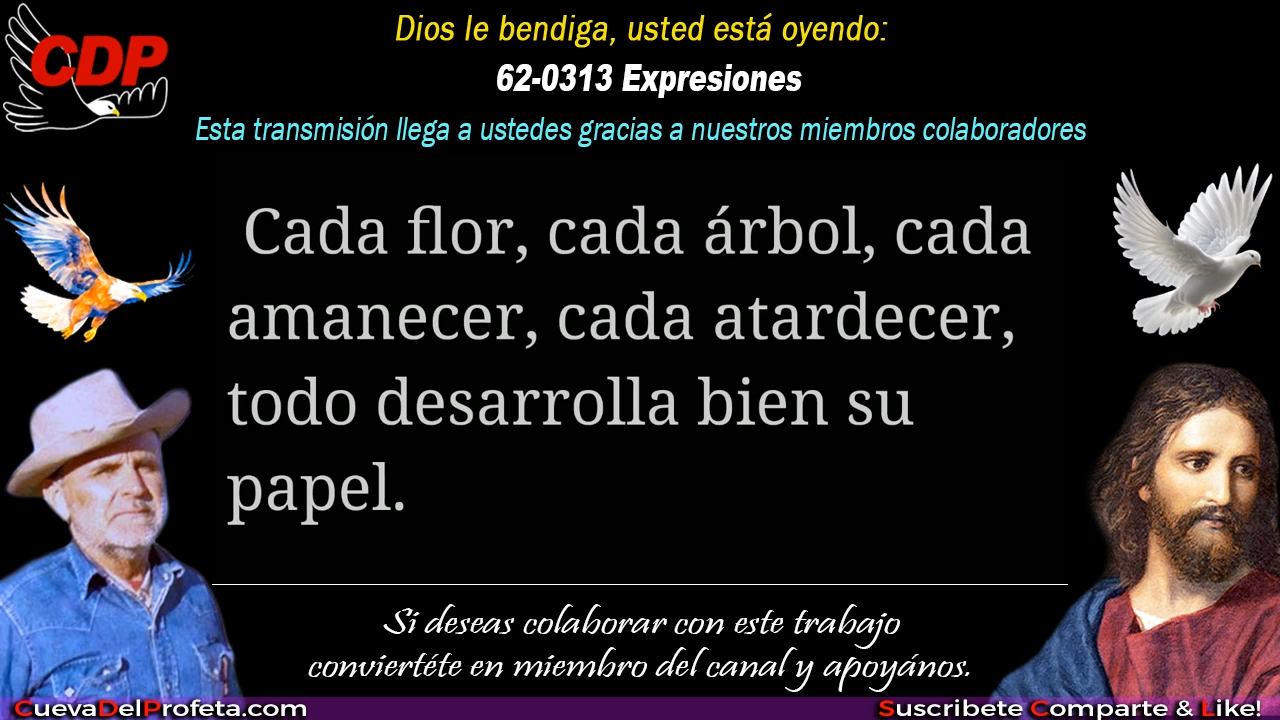 CDP
Dios le bendiga, usted está oyendo:
62-0313 Expresiones
Esta transmisión llega a ustedes gracias a nuestros miembros colaboradores
Cada flor, cada árbol, cada
amanecer, cada atardecer,
todo desarrolla bien su
papel.
Si deseas colaborar con este trabajo
conviertéte en miembro del canal y apoyános.
CuevaDelProfeta.com
Suscribete Comparte & Like!